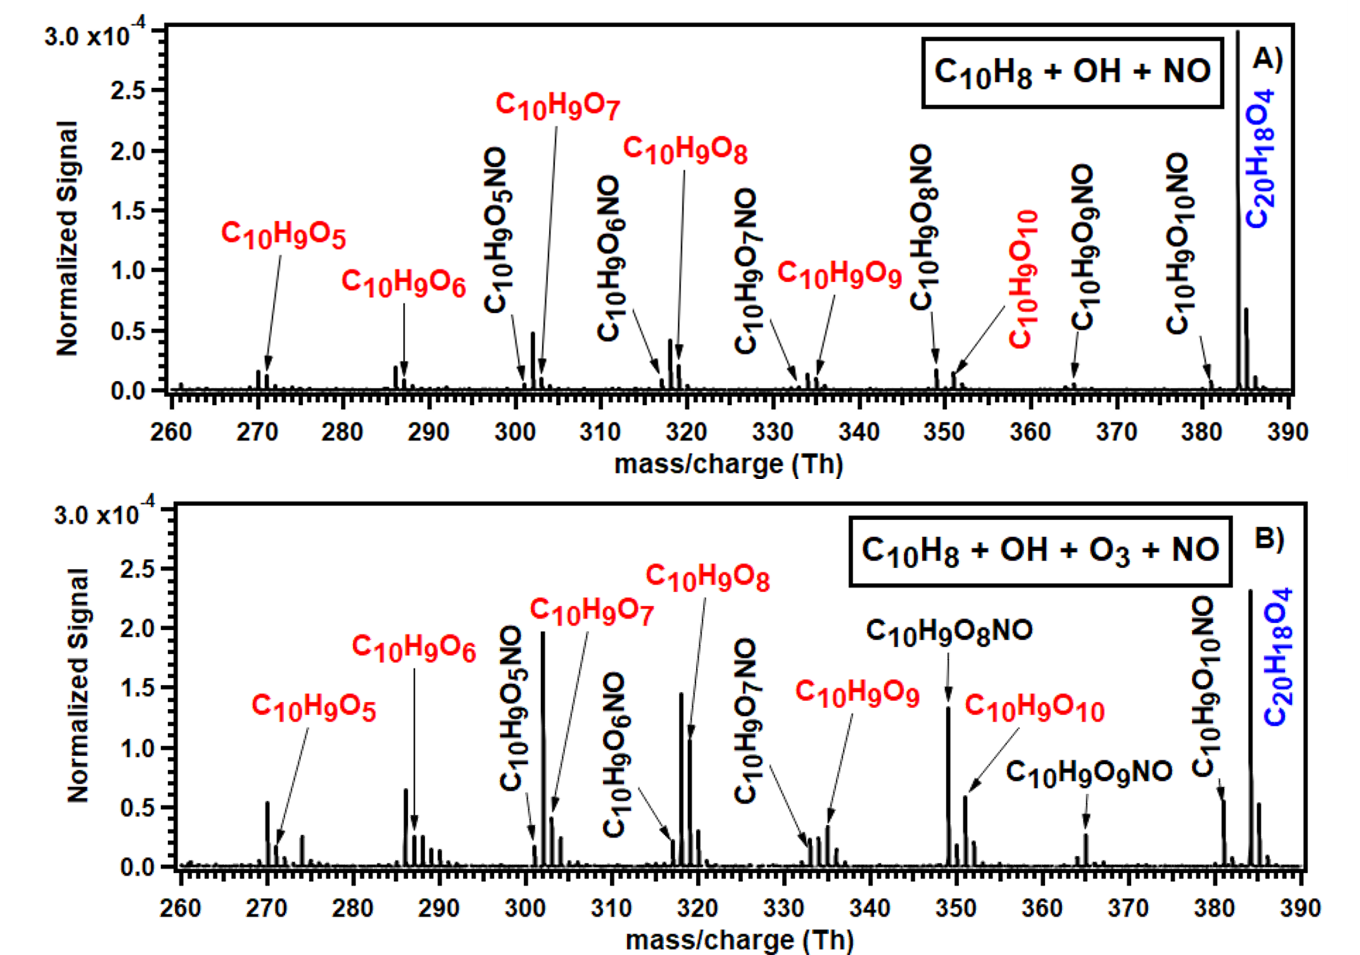 3.0 x10-4
C10H8 + OH + NO
A)
2.5
2.0
1.5
1.0
0.5
0.0
Normalized Signal
C10H9O5
C10H9O6
C10H9O5NO
C10H9O7
C10H9O6NO
C10H9O8
C10H9O7NO
C10H9O9
C10H9O8NO
C10H9O10
C10H9O9NO
C10H9O10NO
C20H18O4
260 270 280 290 300 310 320 330 340 350 360 370 380 390
mass/charge (Th)
3.0 x10-4
C10H8 + OH + O3 + NO
B)
2.5
2.0
1.5
1.0
0.5
0.0
Normalized Signal
C10H9O5
C10H9O6
C10H9O5NO
C10H9O7
C10H9O6NO
C10H9O8
C10H9O7NO
C10H9O9
C10H9O8NO
C10H9O10
C10H9O9NO
C10H9O10NO
C20H18O4
260 270 280 290 300 310 320 330 340 350 360 370 380 390
mass/charge (Th)